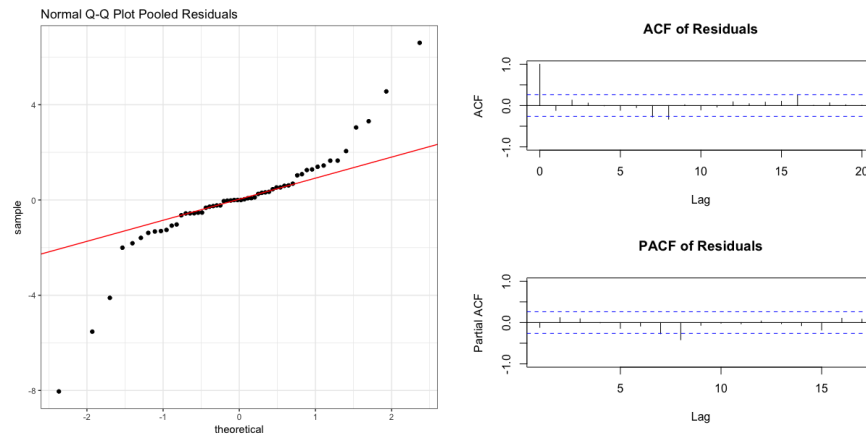 Normal Q-Q Plot Pooled Residuals
4
0
-4
-8
sample
-2
-1
0
1
2
theoretical
ACF of Residuals
1.0
0.0
-1.0
ACF
0
5
10
15
20
Lag
PACF of Residuals
1.0
0.0
-1.0
Partial ACF
5
10
15
Lag